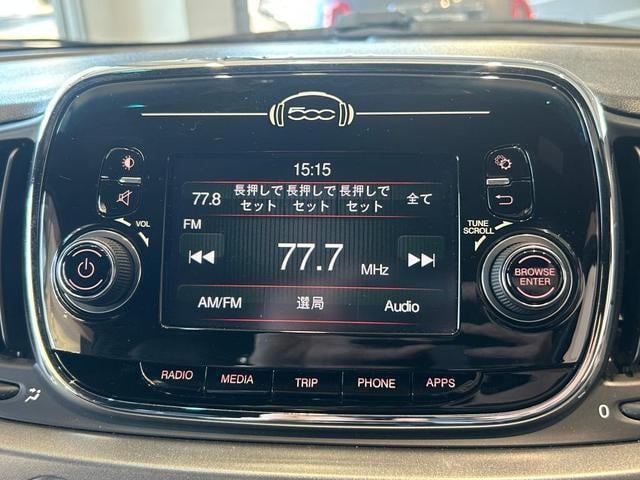 500
15:15
77.8 長押しで 長押しで 長押しで 全て
セット セット セット
FM
77.7 MHz
AM/FM 選局 Audio
VOL
TUNE
SCROLL
BROWSE
ENTER
RADIO MEDIA TRIP PHONE APPS
0